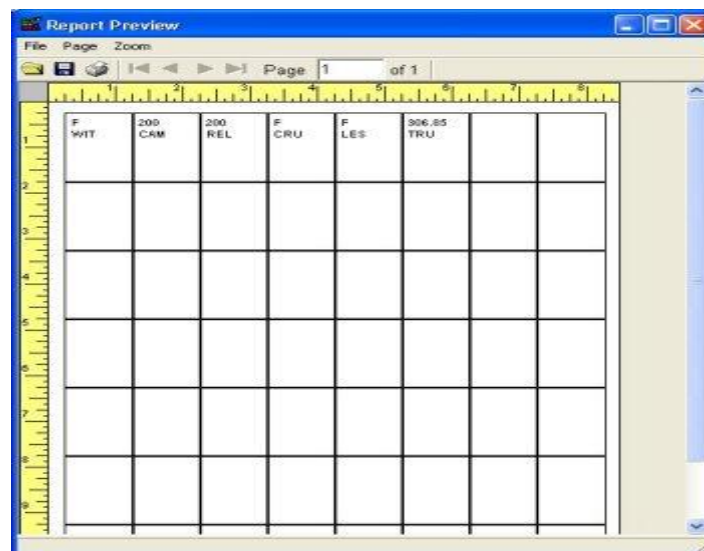 Report Preview
File Page Zoom
Page 1 of 1
1 2 3 4 5 6 7 8
F
WIT
200
CAM
200
REL
F
CRU
F
LES
306.85
TRU
1
2
3
4
5
6
7
8
9